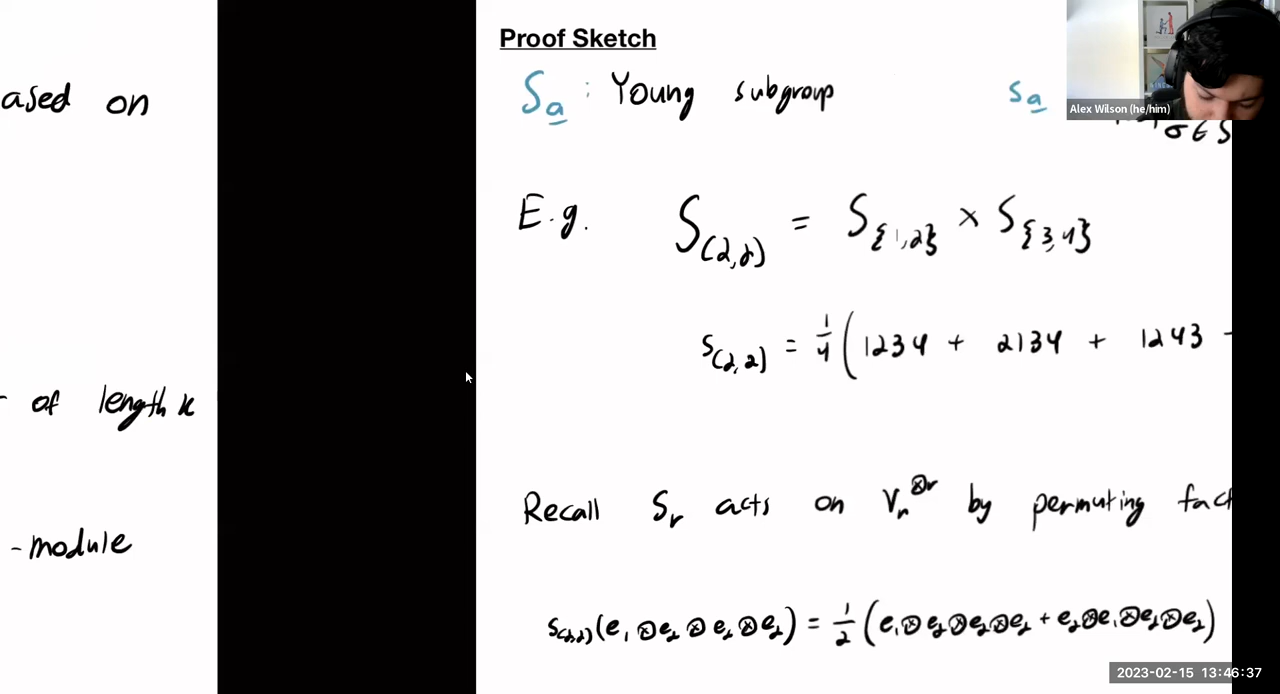 ased on
of length k
-module
Proof Sketch
S_a : Young subgroup s_a
σ ∈ S
E.g. S_(2,2) = S_{1,2} × S_{3,4}
s_(2,2) = 1/4 ( 1234 + 2134 + 1243
Recall S_r acts on V_n^⊗r by permuting fact
s_(2,2)(e_1 ⊗ e_2 ⊗ e_2 ⊗ e_2) = 1/2 (e_1 ⊗ e_2 ⊗ e_2 ⊗ e_2 + e_2 ⊗ e_1 ⊗ e_2 ⊗ e_2)
Alex Wilson (he/him)
2023-02-15 13:46:37